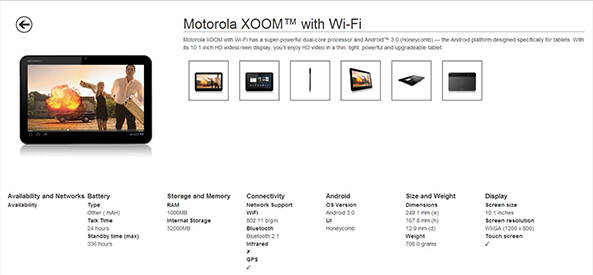 Motorola XOOM™ with Wi-Fi
Motorola XOOM with Wi-Fi has a super-powerful dual-core processor and Android™ 3.0 (Honeycomb) — the Android platform designed specifically for tablets. With
its 10.1-inch HD widescreen display, you'll enjoy HD video in a thin, light, powerful and upgradeable tablet.
Availability and Networks Battery Storage and Memory Connectivity Android Size and Weight Display
Availability Type RAM Network Support OS Version Dimensions Screen size
Other ( mAH) 1000MB WiFi Android 3.0 249.1 mm (w) 10.1 inches
Talk Time Internal Storage 802.11 b/g/n UI 167.8 mm (h) Screen resolution
24 hours 32000MB Bluetooth Honeycomb 12.9 mm (d) WXGA (1200 x 800)
Standby time (max) Bluetooth 2.1 Weight Touch screen
336 hours Infrared 708.0 grams ✓
✗
GPS
✓